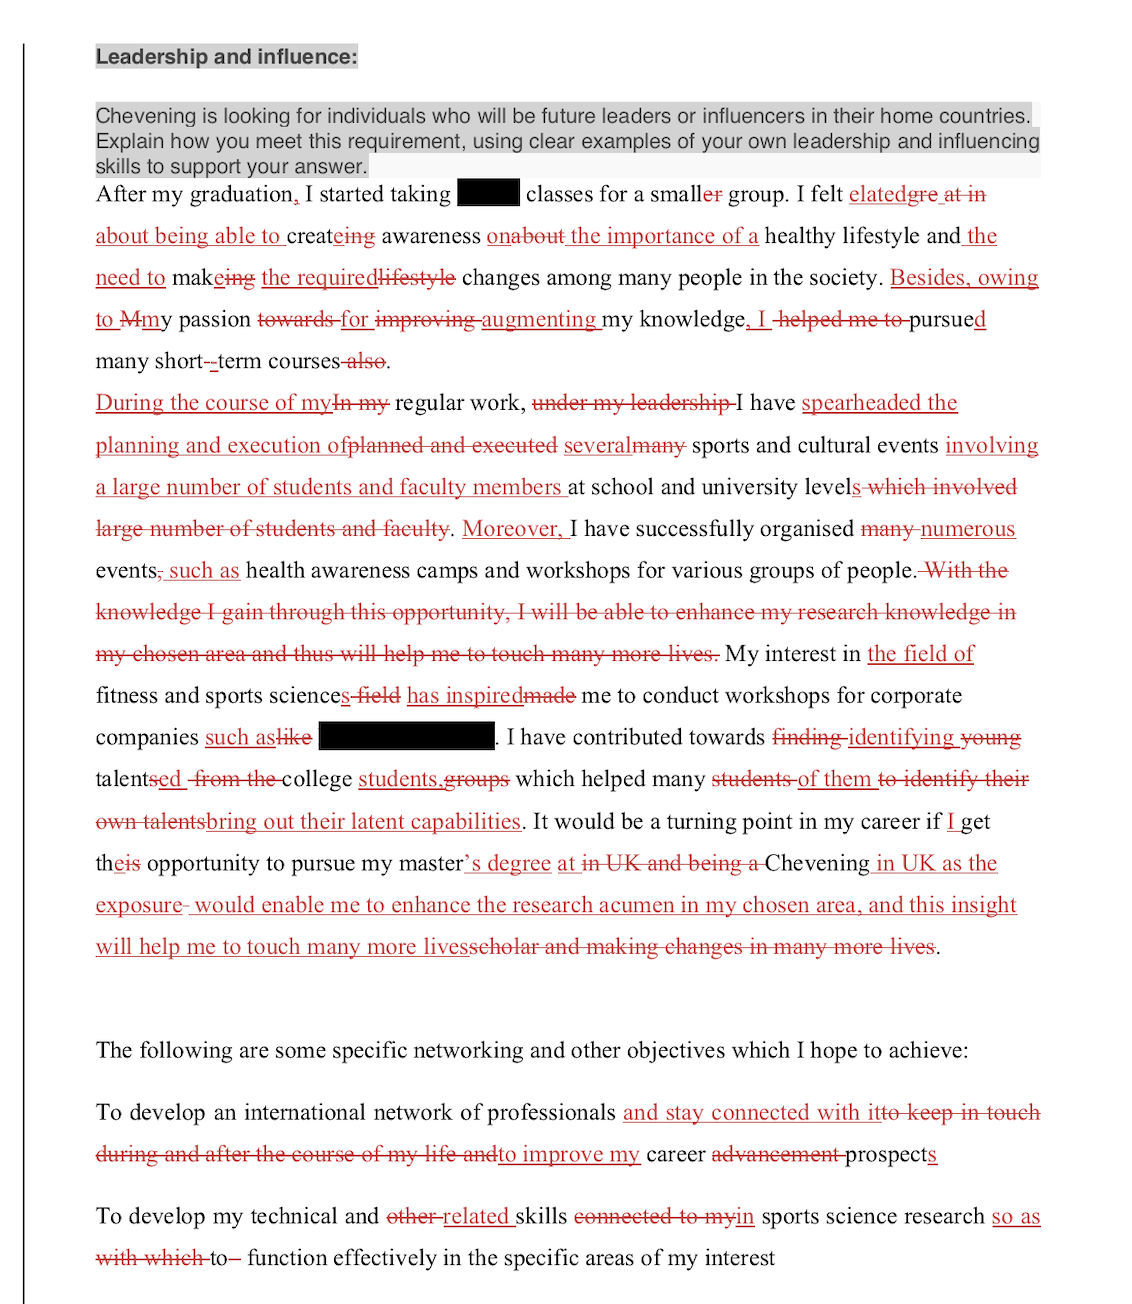 Leadership and influence:
Chevening is looking for individuals who will be future leaders or influencers in their home countries.
Explain how you meet this requirement, using clear examples of your own leadership and influencing
skills to support your answer.
After my graduation, I started taking classes for a smaller group. I felt elatedgre at in
about being able to createing awareness onabout the importance of a healthy lifestyle and the
need to makeing the requiredlifestyle changes among many people in the society. Besides, owing
to Mmy passion towards for improving augmenting my knowledge, I helped me to pursued
many short--term courses also.
During the course of myIn my regular work, under my leadership I have spearheaded the
planning and execution ofplanned and executed severalmany sports and cultural events involving
a large number of students and faculty members at school and university levels which involved
large number of students and faculty. Moreover, I have successfully organised many numerous
events, such as health awareness camps and workshops for various groups of people. With the
knowledge I gain through this opportunity, I will be able to enhance my research knowledge in
my chosen area and thus will help me to touch many more lives. My interest in the field of
fitness and sports sciences field has inspiredmade me to conduct workshops for corporate
companies such aslike . I have contributed towards finding identifying young
talentsed from the college students,groups which helped many students of them to identify their
own talentsbring out their latent capabilities. It would be a turning point in my career if I get
theis opportunity to pursue my master's degree at in UK and being a Chevening in UK as the
exposure- would enable me to enhance the research acumen in my chosen area, and this insight
will help me to touch many more livesscholar and making changes in many more lives.
The following are some specific networking and other objectives which I hope to achieve:
To develop an international network of professionals and stay connected with itto keep in touch
during and after the course of my life andto improve my career advancement prospects
To develop my technical and other related skills connected to myin sports science research so as
with which to– function effectively in the specific areas of my interest